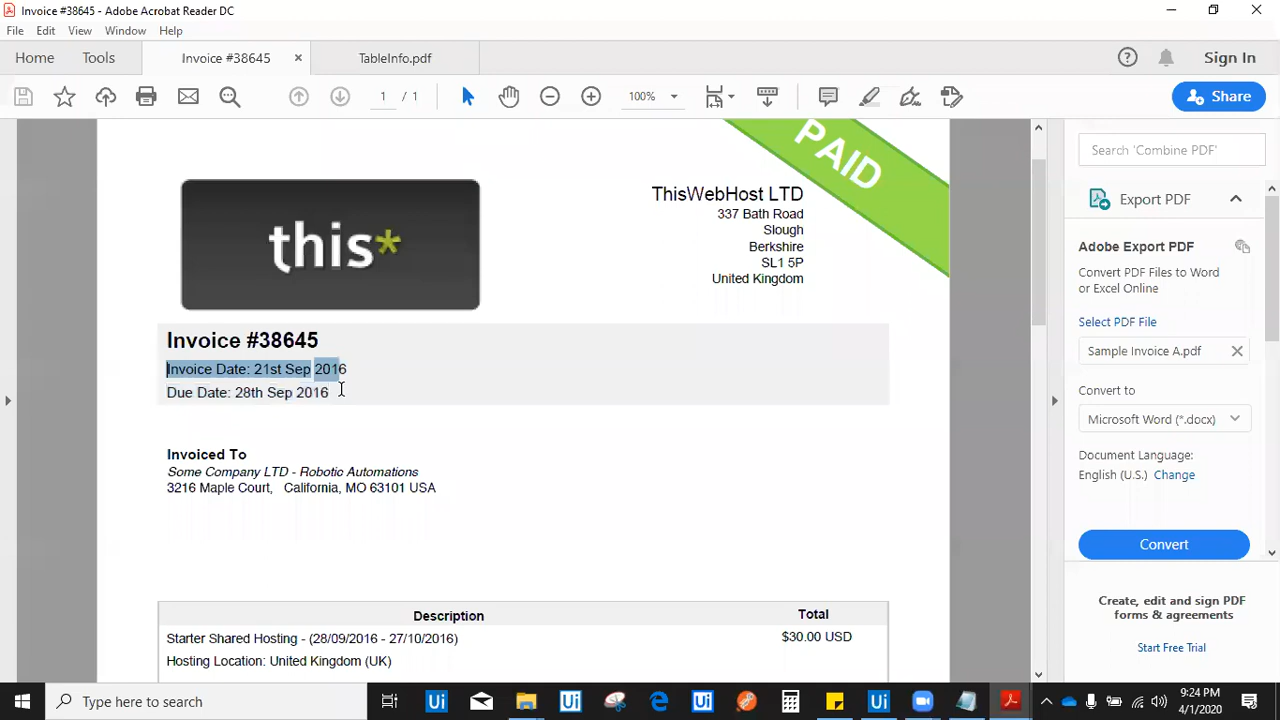 Invoice #38645 - Adobe Acrobat Reader DC
File Edit View Window Help
Home Tools Invoice #38645 × TableInfo.pdf ? Sign In
1 / 1 100% Share
PAID
Search 'Combine PDF'
this*
ThisWebHost LTD
337 Bath Road
Slough
Berkshire
SL1 5P
United Kingdom
Invoice #38645
Invoice Date: 21st Sep 2016
Due Date: 28th Sep 2016
Invoiced To
Some Company LTD - Robotic Automations
3216 Maple Court, California, MO 63101 USA
Description Total
Starter Shared Hosting - (28/09/2016 - 27/10/2016) $30.00 USD
Hosting Location: United Kingdom (UK)
Export PDF
Adobe Export PDF
Convert PDF Files to Word
or Excel Online
Select PDF File
Sample Invoice A.pdf
Convert to
Microsoft Word (*.docx)
Document Language:
English (U.S.) Change
Convert
Create, edit and sign PDF
forms & agreements
Start Free Trial
Type here to search
Ui Ui Ui Ui
9:24 PM
4/1/2020